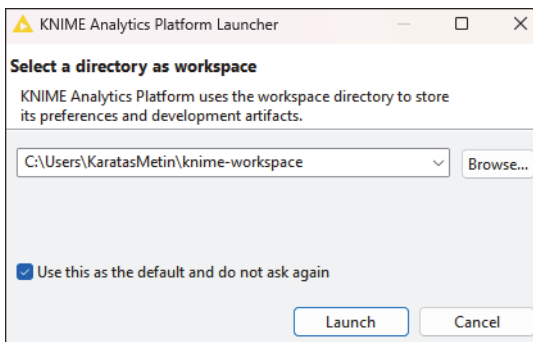 KNIME Analytics Platform Launcher
Select a directory as workspace
KNIME Analytics Platform uses the workspace directory to store
its preferences and development artifacts.
C:\Users\KaratasMetin\knime-workspace
Browse...
Use this as the default and do not ask again
Launch
Cancel